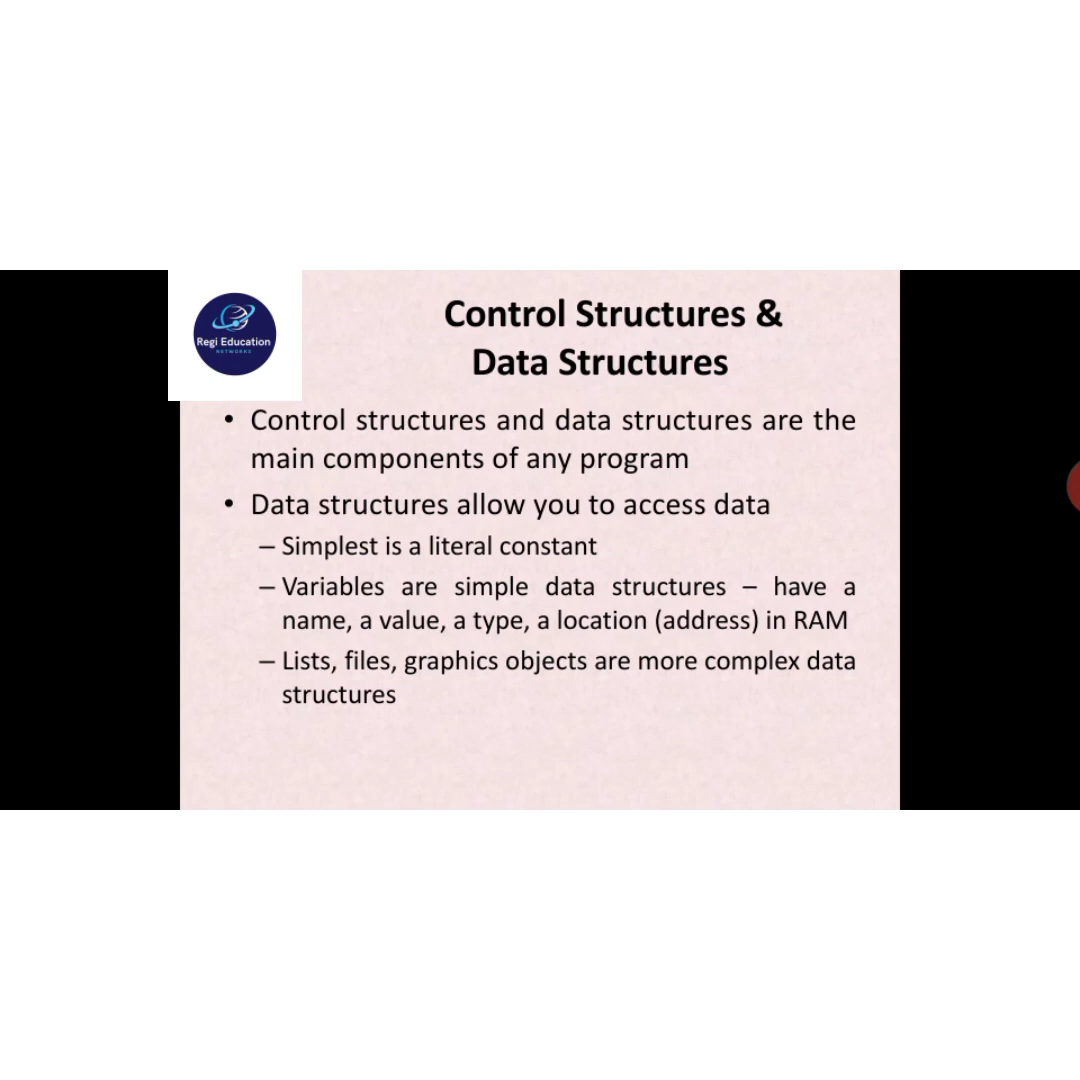 Regi Education
NETWORKS
Control Structures &
Data Structures
• Control structures and data structures are the
main components of any program
• Data structures allow you to access data
– Simplest is a literal constant
– Variables are simple data structures – have a
name, a value, a type, a location (address) in RAM
– Lists, files, graphics objects are more complex data
structures